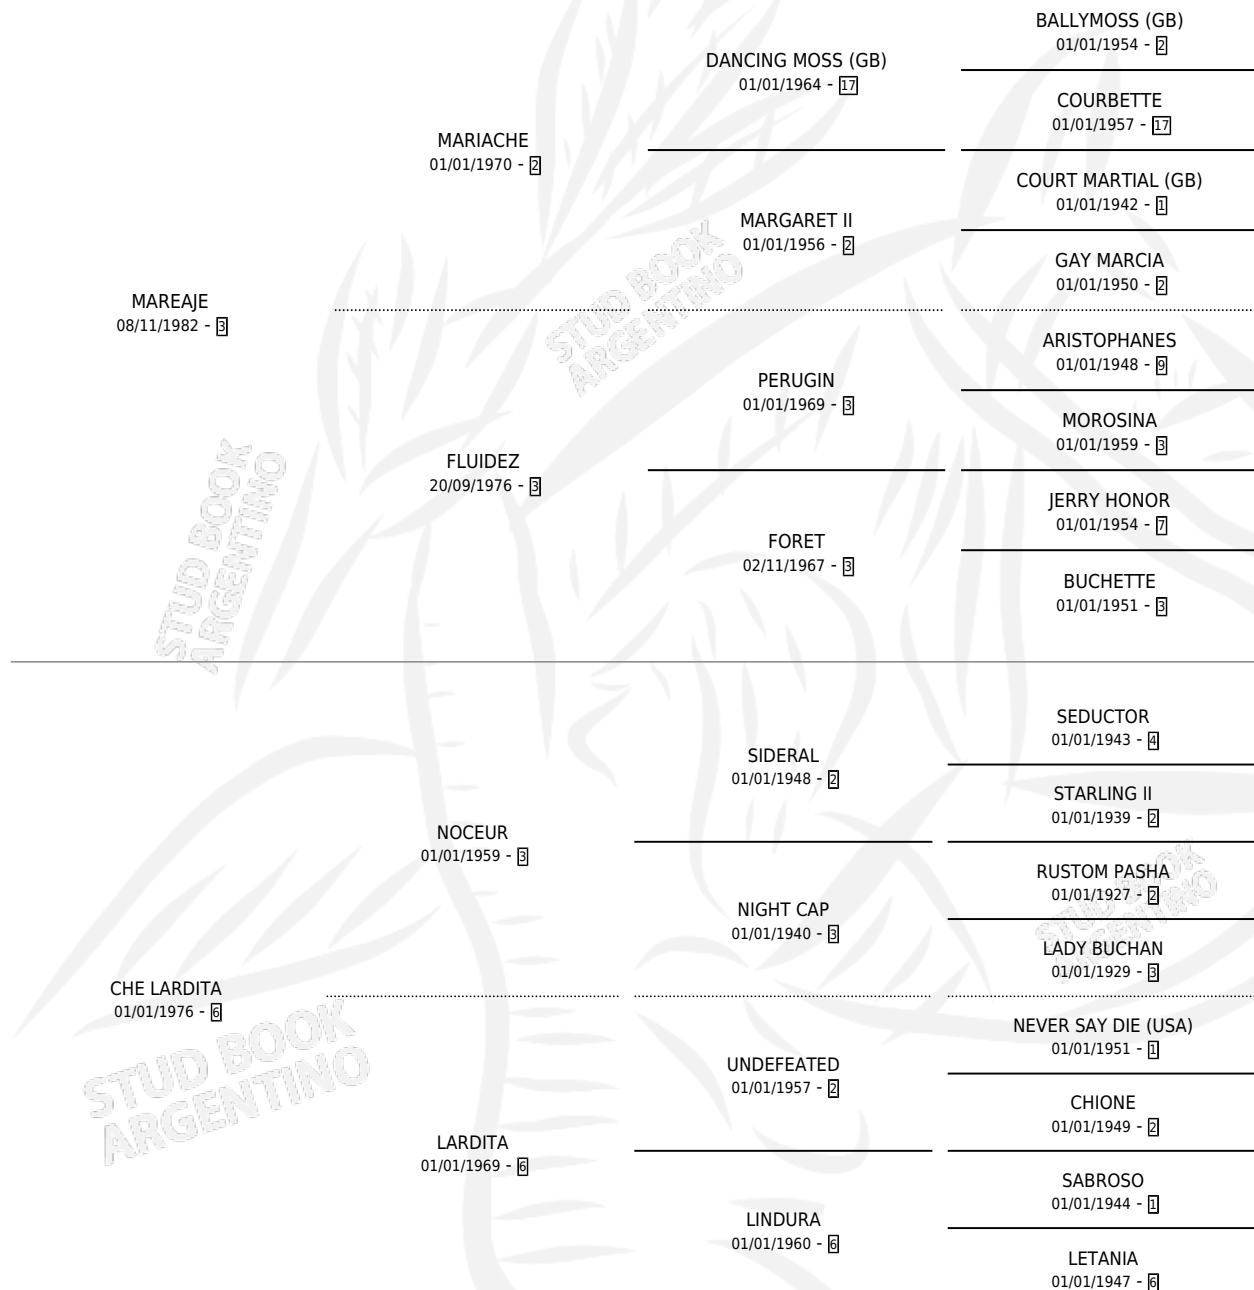 BALLYMOSS (GB)
01/01/1954 - 2
DANCING MOSS (GB)
01/01/1964 - 17
COURBETTE
01/01/1957 - 17
MARIACHE
01/01/1970 - 2
COURT MARTIAL (GB)
01/01/1942 - 1
MARGARET II
01/01/1956 - 2
GAY MARCIA
01/01/1950 - 2
MAREAJE
08/11/1982 - 3
STUD BOOK
ARGENTINO
ARISTOPHANES
01/01/1948 - 9
PERUGIN
01/01/1969 - 3
MOROSINA
01/01/1959 - 3
FLUIDEZ
20/09/1976 - 3
JERRY HONOR
01/01/1954 - 7
FORET
02/11/1967 - 3
BUCHETTE
01/01/1951 - 3
STUD BOOK
ARGENTINO
SEDUCTOR
01/01/1943 - 4
SIDERAL
01/01/1948 - 2
STARLING II
01/01/1939 - 2
NOCEUR
01/01/1959 - 3
RUSTOM PASHA
01/01/1927 - 2
NIGHT CAP
01/01/1940 - 3
LADY BUCHAN
01/01/1929 - 3
STUD BOOK
ARGENTINO
CHE LARDITA
01/01/1976 - 6
NEVER SAY DIE (USA)
01/01/1951 - 1
UNDEFEATED
01/01/1957 - 2
CHIONE
01/01/1949 - 2
STUD BOOK
ARGENTINO
LARDITA
01/01/1969 - 6
SABROSO
01/01/1944 - 1
LINDURA
01/01/1960 - 6
LETANIA
01/01/1947 - 6